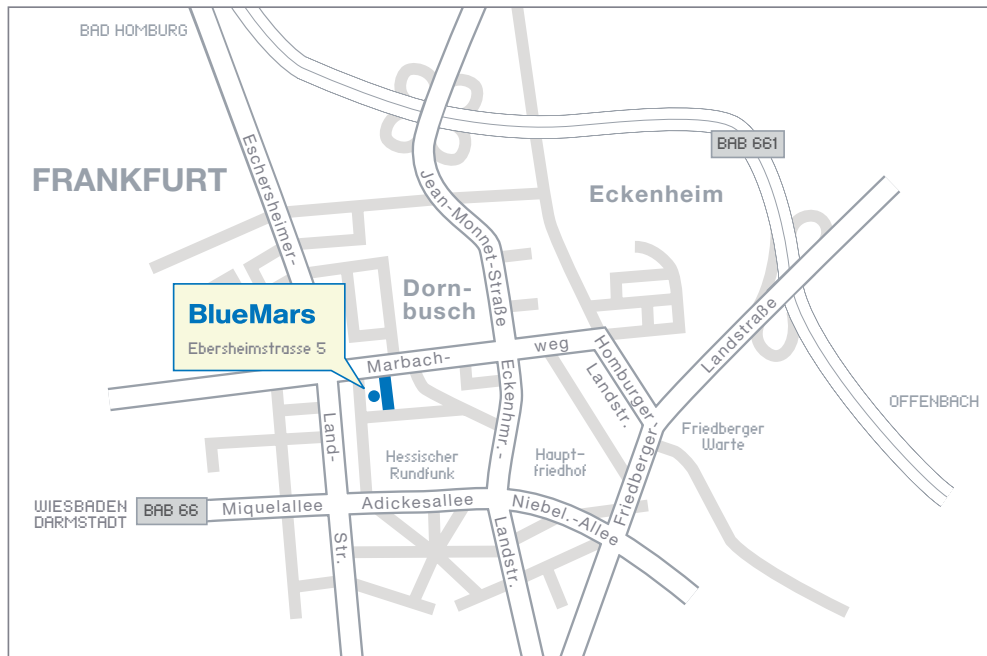 BAD HOMBURG
FRANKFURT
Eschersheimer-
Land-
Str.
BAB 661
Eckenheim
Jean-Monnet-Straße
Dorn-
busch
BlueMars
Ebersheimstrasse 5
Marbach-
weg
Homburger-
Landstr.
Landstraße
OFFENBACH
Friedberger
Warte
Friedberger-
Eckenhmr.-
Landstr.
Haupt-
friedhof
Hessischer
Rundfunk
WIESBADEN
DARMSTADT
BAB 66
Miquelallee
Adickesallee
Niebel.-Allee